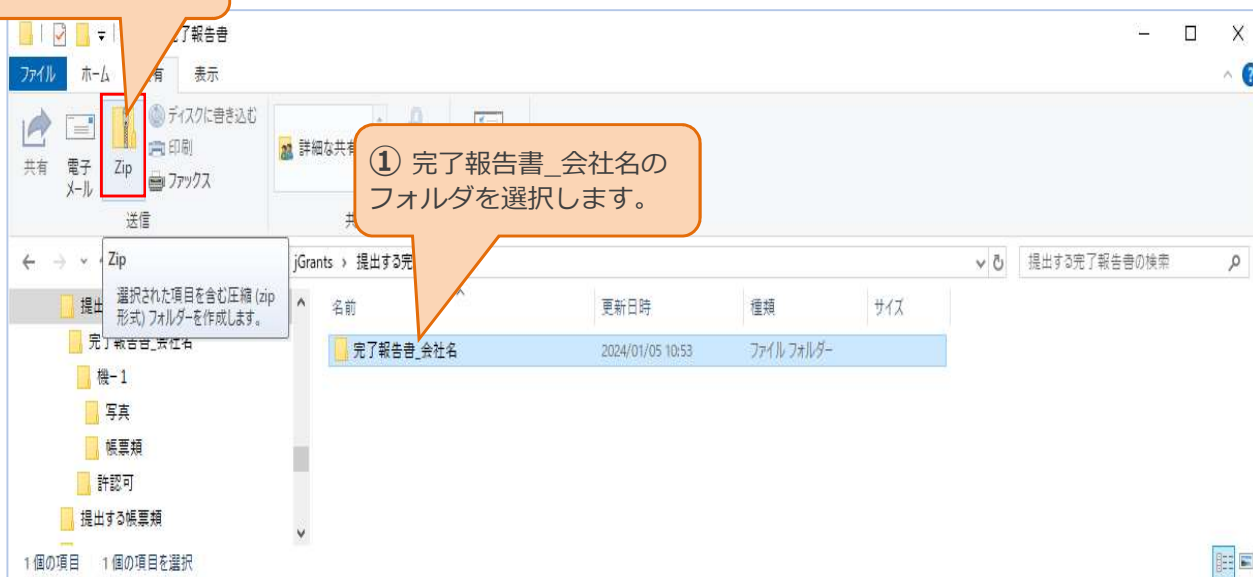 了報告書
ファイル ホーム 有 表示
共有
電子
メール
Zip
ディスクに書き込む
印刷
ファックス
送信
詳細な共有
① 完了報告書_会社名の
フォルダを選択します。
Zip
選択された項目を含む圧縮 (zip
形式) フォルダーを作成します。
jGrants › 提出する完
提出する完了報告書の検索
提出
完了報告書_会社名
機-1
写真
帳票類
許認可
提出する帳票類
名前 更新日時 種類 サイズ
完了報告書_会社名 2024/01/05 10:53 ファイル フォルダー
1 個の項目 1 個の項目を選択